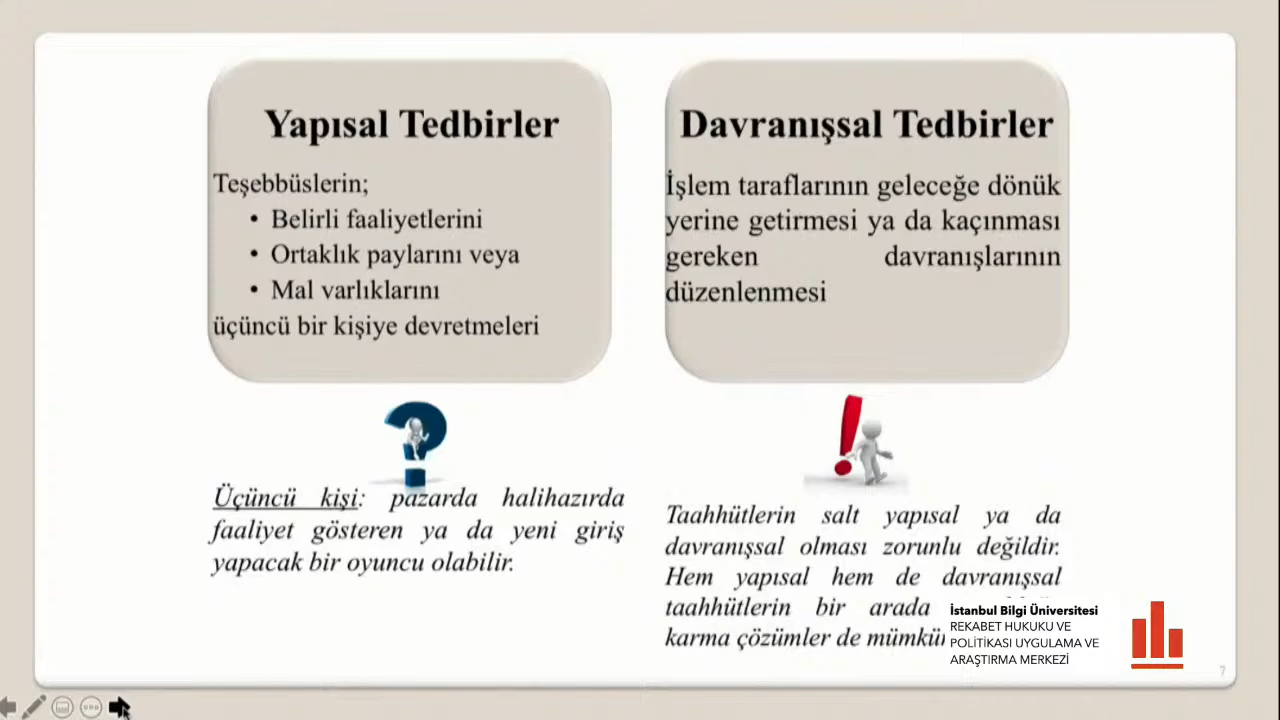 Yapısal Tedbirler
Teşebbüslerin;
• Belirli faaliyetlerini
• Ortaklık paylarını veya
• Mal varlıklarını
üçüncü bir kişiye devretmeleri
Davranışsal Tedbirler
İşlem taraflarının geleceğe dönük
yerine getirmesi ya da kaçınması
gereken davranışlarının
düzenlenmesi
Üçüncü kişi: pazarda halihazırda
faaliyet gösteren ya da yeni giriş
yapacak bir oyuncu olabilir.
Taahhütlerin salt yapısal ya da
davranışsal olması zorunlu değildir.
Hem yapısal hem de davranışsal
taahhütlerin bir arada
karma çözümler de
İstanbul Bilgi Üniversitesi
REKABET HUKUKU VE
POLİTİKASI UYGULAMA VE
ARAŞTIRMA MERKEZİ
7